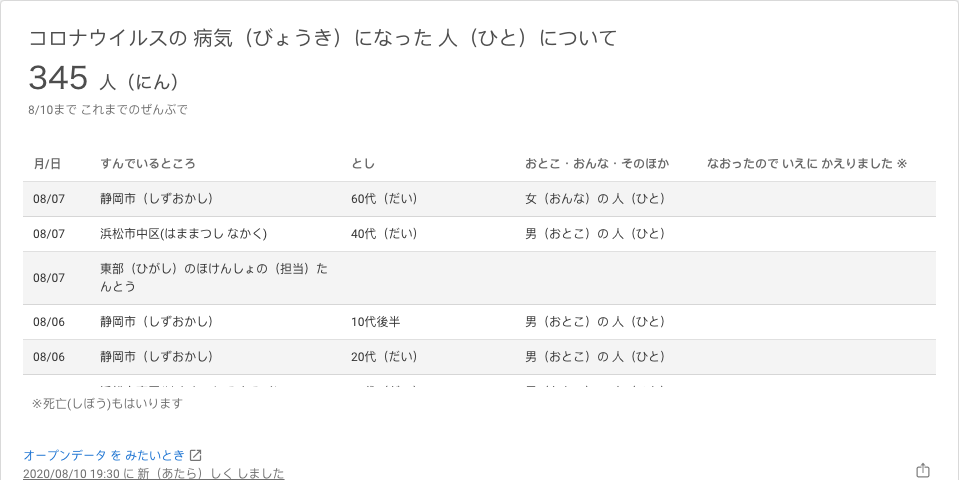 コロナウイルスの 病気（びょうき）になった 人（ひと）について
345 人（にん）
8/10まで これまでのぜんぶで
月/日 すんでいるところ とし おとこ・おんな・そのほか なおったので いえに かえりました ※
08/07 静岡市（しずおかし） 60代（だい） 女（おんな）の 人（ひと）
08/07 浜松市中区(はままつし なかく) 40代（だい） 男（おとこ）の 人（ひと）
08/07 東部（ひがし）のほけんしょの（担当）た
んとう
08/06 静岡市（しずおかし） 10代後半 男（おとこ）の 人（ひと）
08/06 静岡市（しずおかし） 20代（だい） 男（おとこ）の 人（ひと）
※死亡(しぼう)もはいります
オープンデータ を みたいとき
2020/08/10 19:30 に 新（あたら）しく しました